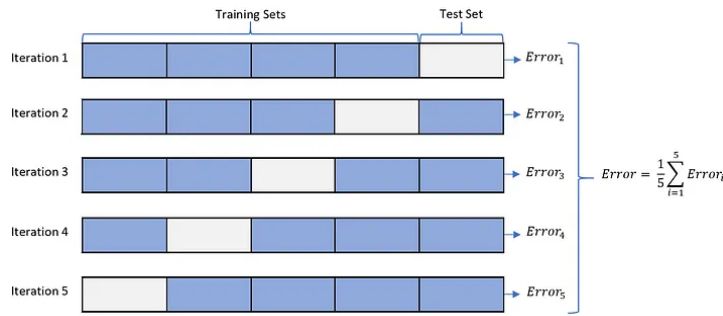 Training Sets
Test Set
Iteration 1
Error₁
Iteration 2
Error₂
Iteration 3
Error₃
Error = 1/5 ∑⁵ᵢ₌₁ Errorᵢ
Iteration 4
Error₄
Iteration 5
Error₅